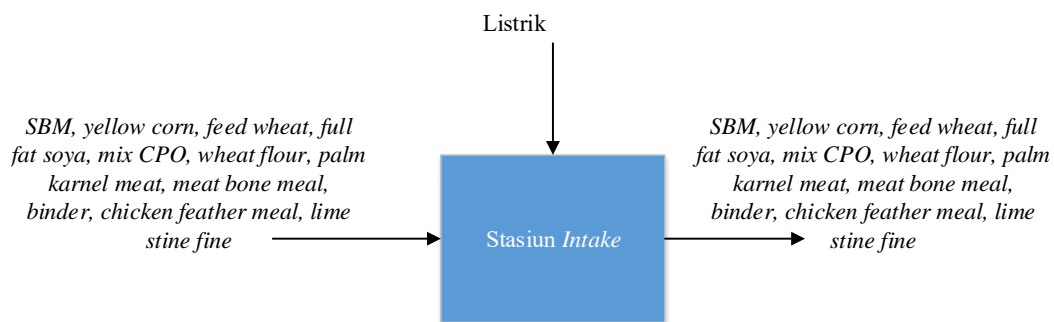 Listrik
SBM, yellow corn, feed wheat, full
fat soya, mix CPO, wheat flour, palm
karnel meat, meat bone meal,
binder, chicken feather meal, lime
stine fine
Stasiun Intake
SBM, yellow corn, feed wheat, full
fat soya, mix CPO, wheat flour, palm
karnel meat, meat bone meal,
binder, chicken feather meal, lime
stine fine